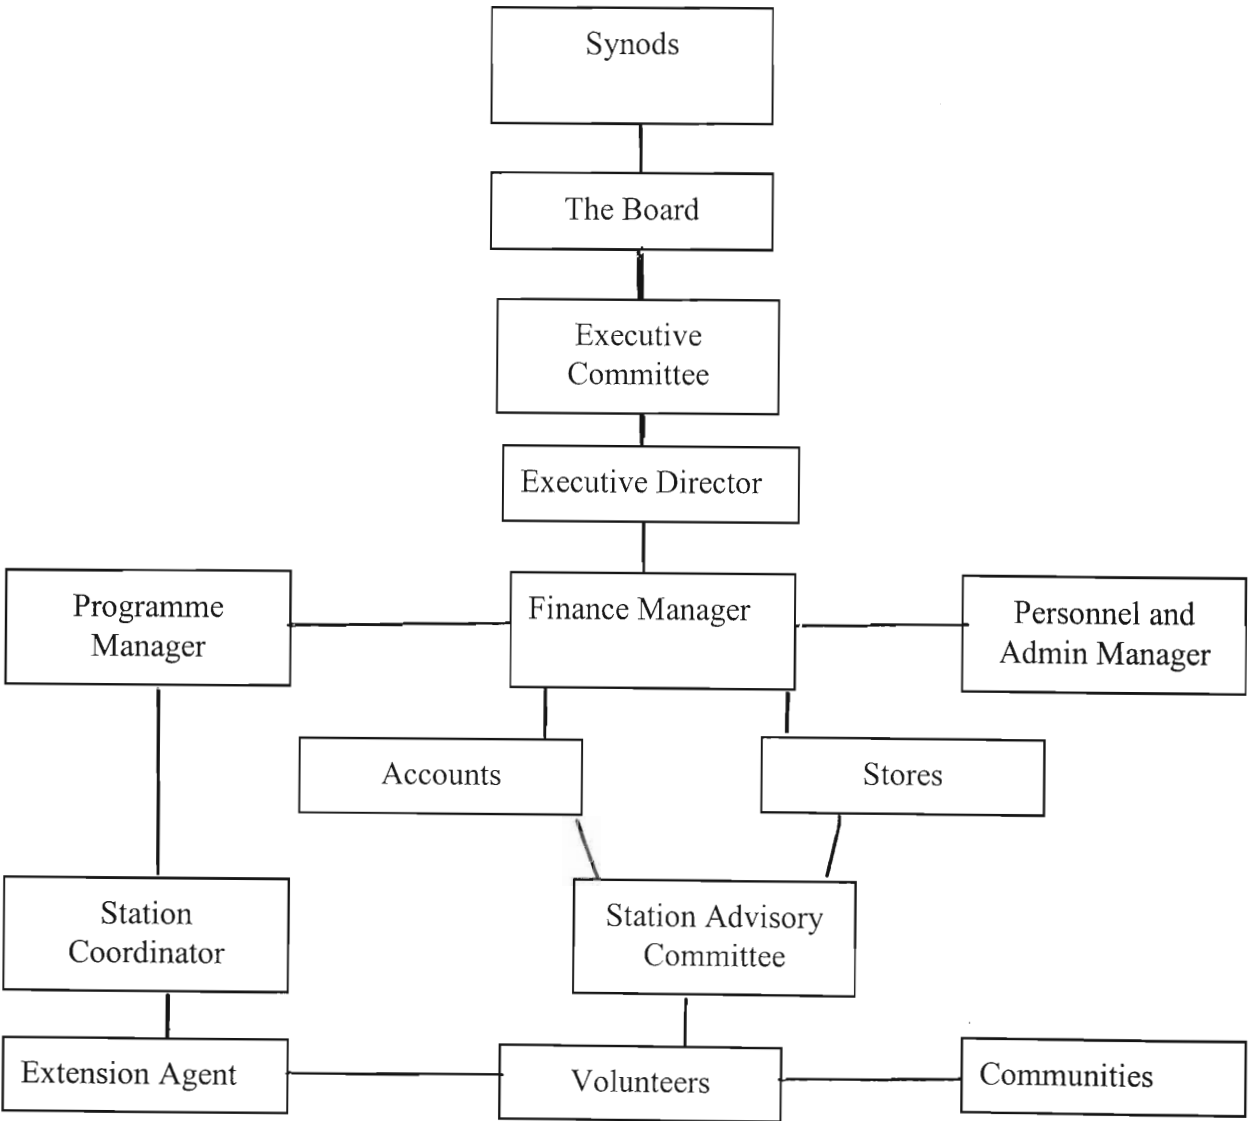 Synods
The Board
Executive
Committee
Executive Director
Programme
Manager
Finance Manager
Personnel and
Admin Manager
Accounts
Stores
Station
Coordinator
Station Advisory
Committee
Extension Agent
Volunteers
Communities